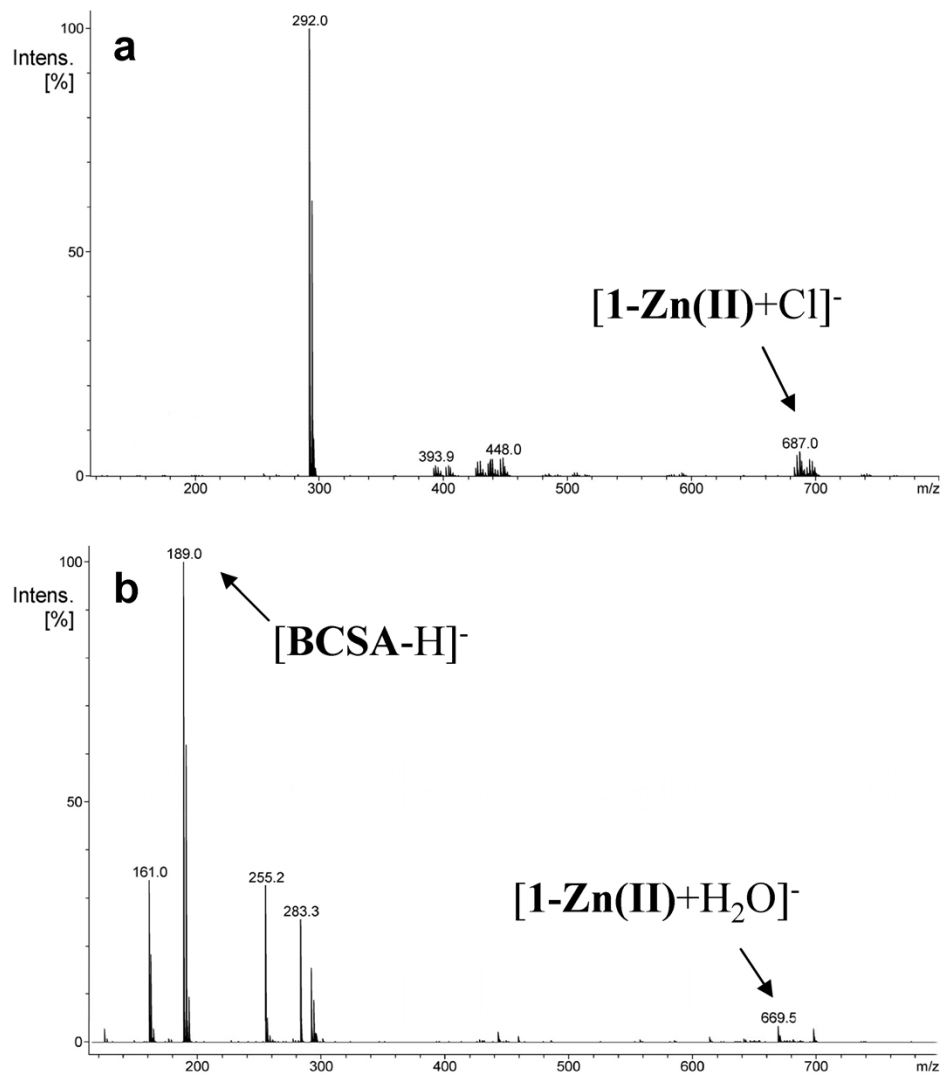 292.0
100
a
Intens.
[%]
50
[1-Zn(II)+Cl]⁻
393.9
448.0
687.0
0
200 300 400 500 600 700 m/z
189.0
100
b
Intens.
[%]
[BCSA-H]⁻
50
161.0
255.2
283.3
[1-Zn(II)+H₂O]⁻
669.5
0
200 300 400 500 600 700 m/z